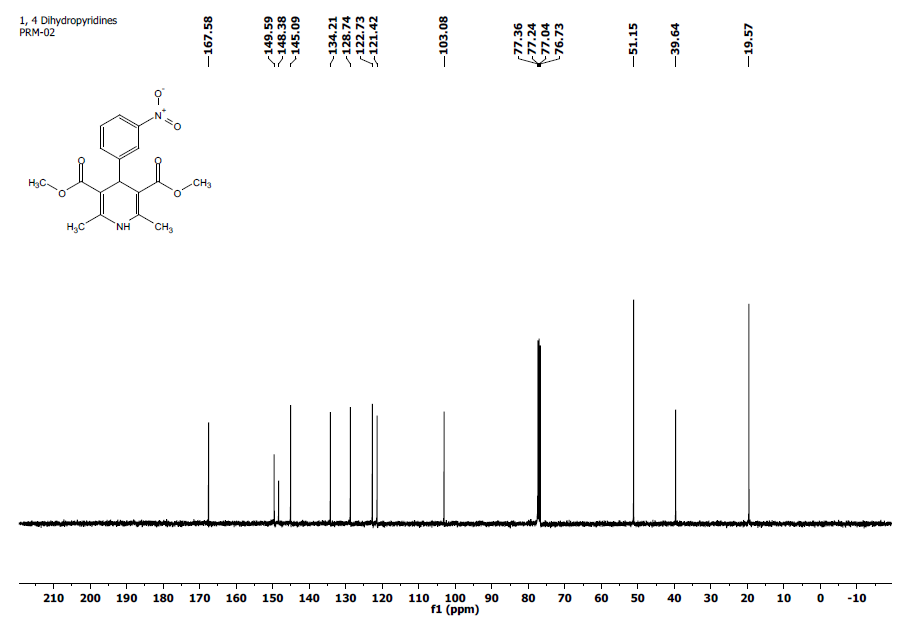 1, 4 Dihydropyridines
PRM-02
167.58
149.59
148.38
145.09
134.21
128.74
122.73
121.42
103.08
77.36
77.24
77.04
76.73
51.15
39.64
19.57
O-
N+
O
O O
H3C O O CH3
H3C NH CH3
210 200 190 180 170 160 150 140 130 120 110 100 90 80 70 60 50 40 30 20 10 0 -10
f1 (ppm)